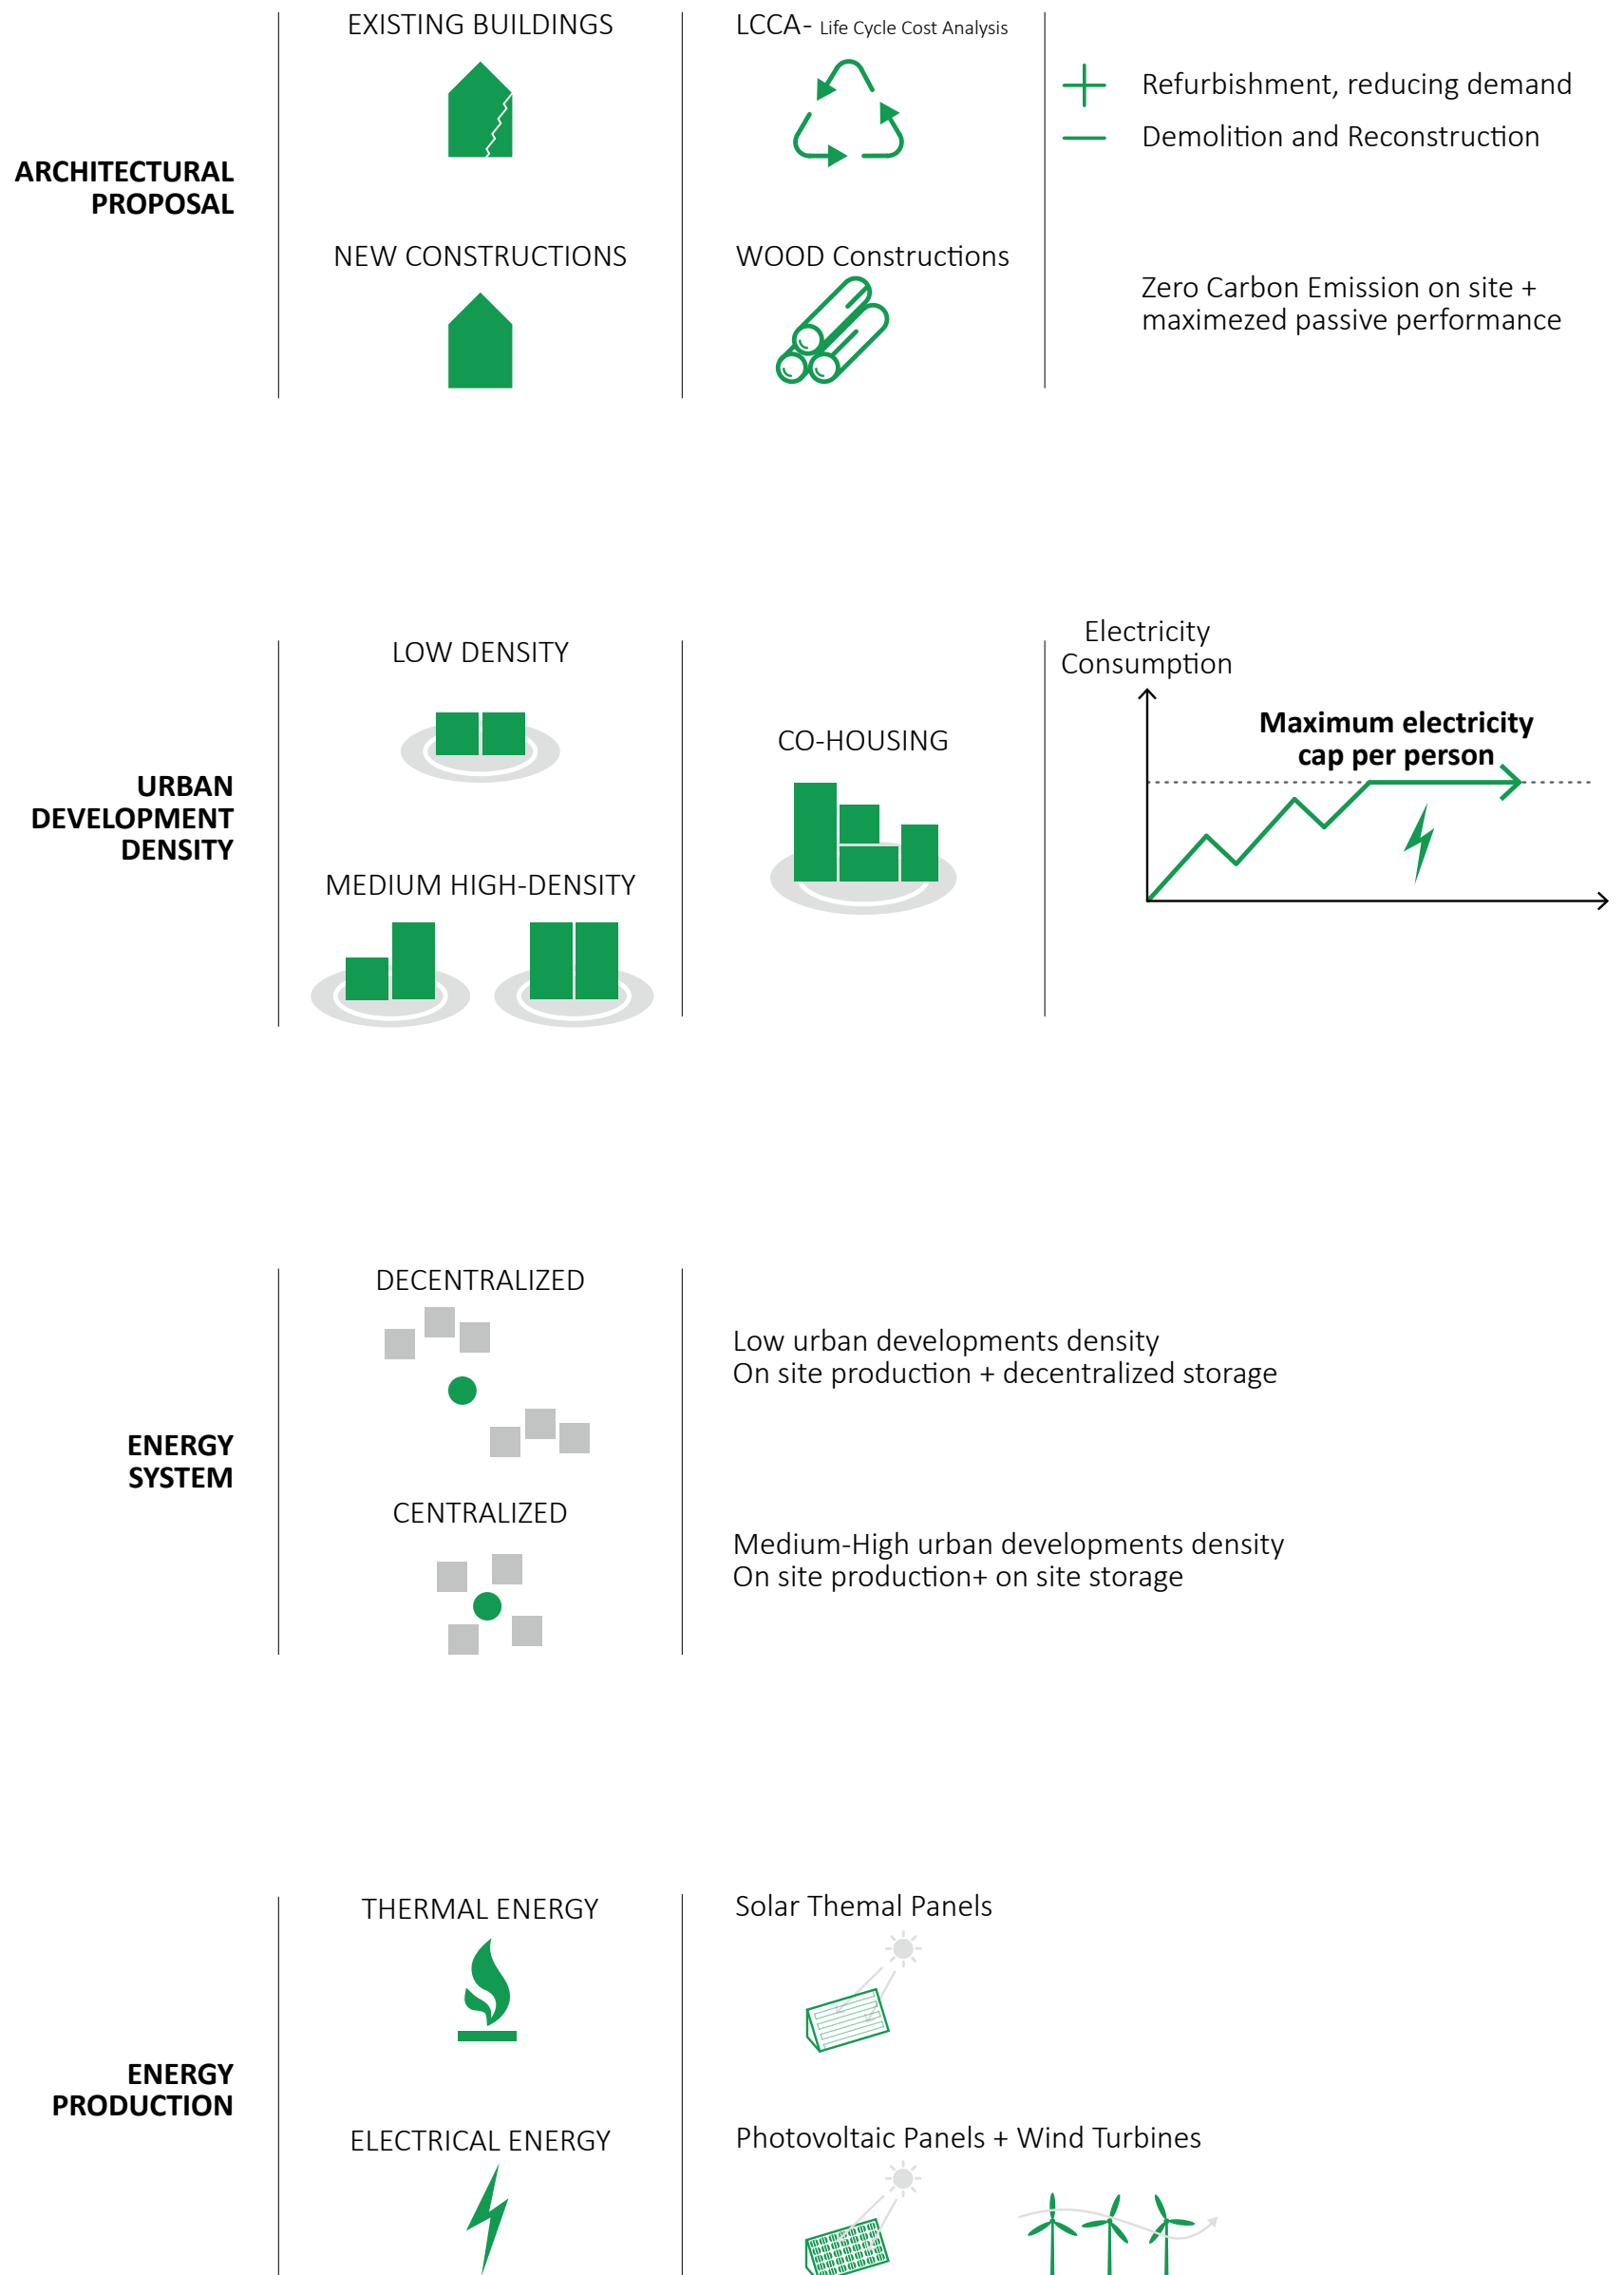 ARCHITECTURAL
PROPOSAL
EXISTING BUILDINGS
LCCA- Life Cycle Cost Analysis
Refurbishment, reducing demand
Demolition and Reconstruction
NEW CONSTRUCTIONS
WOOD Constructions
Zero Carbon Emission on site +
maximezed passive performance
URBAN
DEVELOPMENT
DENSITY
LOW DENSITY
MEDIUM HIGH-DENSITY
CO-HOUSING
Electricity
Consumption
Maximum electricity
cap per person
ENERGY
SYSTEM
DECENTRALIZED
Low urban developments density
On site production + decentralized storage
CENTRALIZED
Medium-High urban developments density
On site production+ on site storage
ENERGY
PRODUCTION
THERMAL ENERGY
Solar Themal Panels
ELECTRICAL ENERGY
Photovoltaic Panels + Wind Turbines